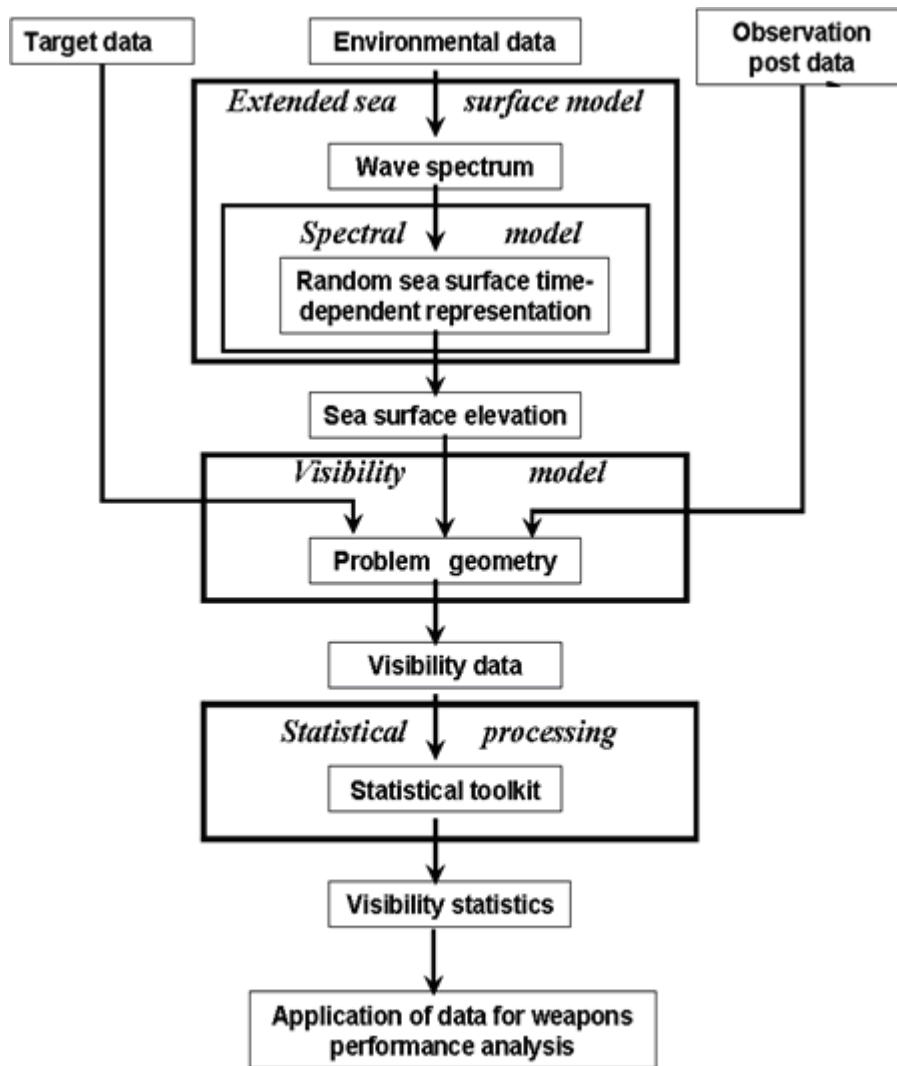 Target data
Environmental data
Observation
post data
Extended sea surface model
Wave spectrum
Spectral model
Random sea surface time-
dependent representation
Sea surface elevation
Visibility model
Problem geometry
Visibility data
Statistical processing
Statistical toolkit
Visibility statistics
Application of data for weapons
performance analysis